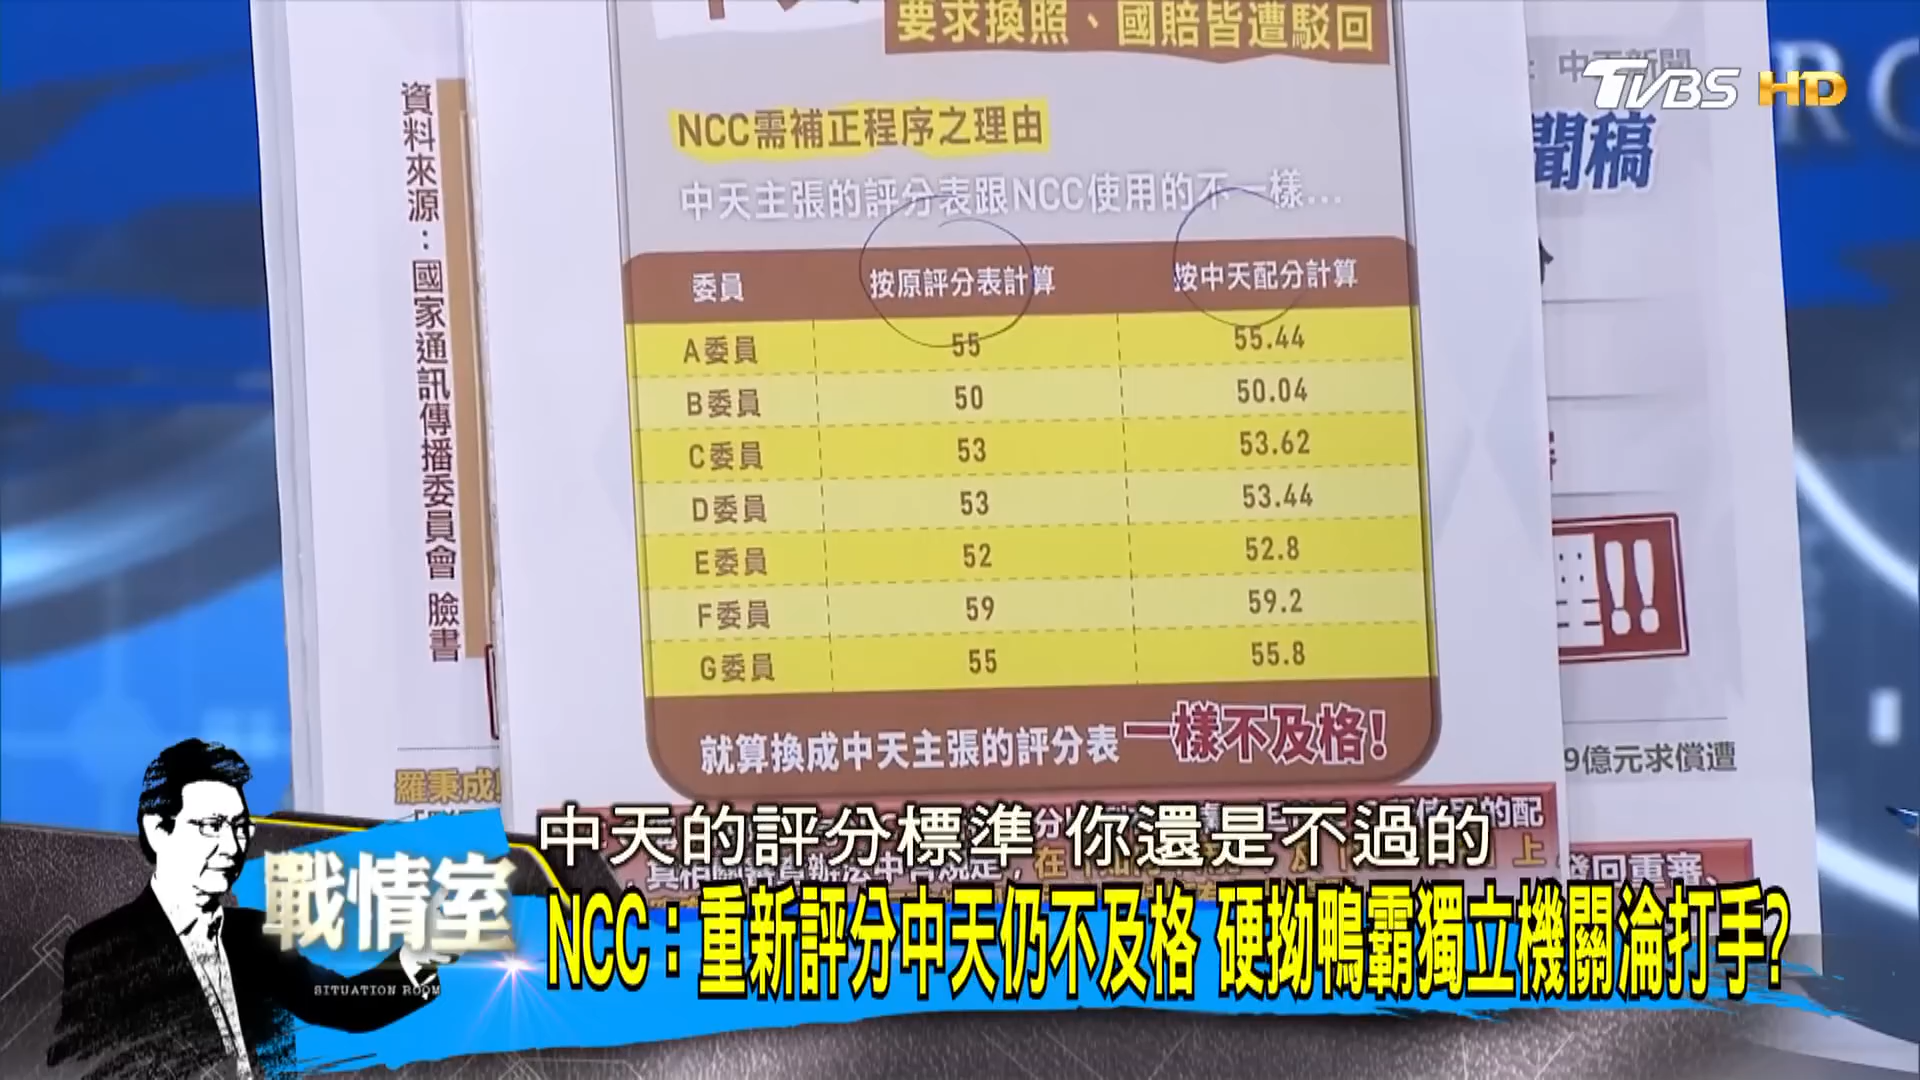 要求換照、國賠皆遭駁回
TVBS HD
中天新聞
聞稿
NCC需補正程序之理由
中天主張的評分表跟NCC使用的不一樣...
資料來源：國家通訊傳播委員會 臉書
委員 按原評分表計算 按中天配分計算
A委員 55 55.44
B委員 50 50.04
C委員 53 53.62
D委員 53 53.44
E委員 52 52.8
F委員 59 59.2
G委員 55 55.8
就算換成中天主張的評分表一樣不及格!
理!!
9億元求償遭
羅秉成
發回重審、
中天的評分標準 你還是不過的
戰情室
SITUATION ROOM
NCC：重新評分中天仍不及格 硬拗鴨霸獨立機關淪打手?